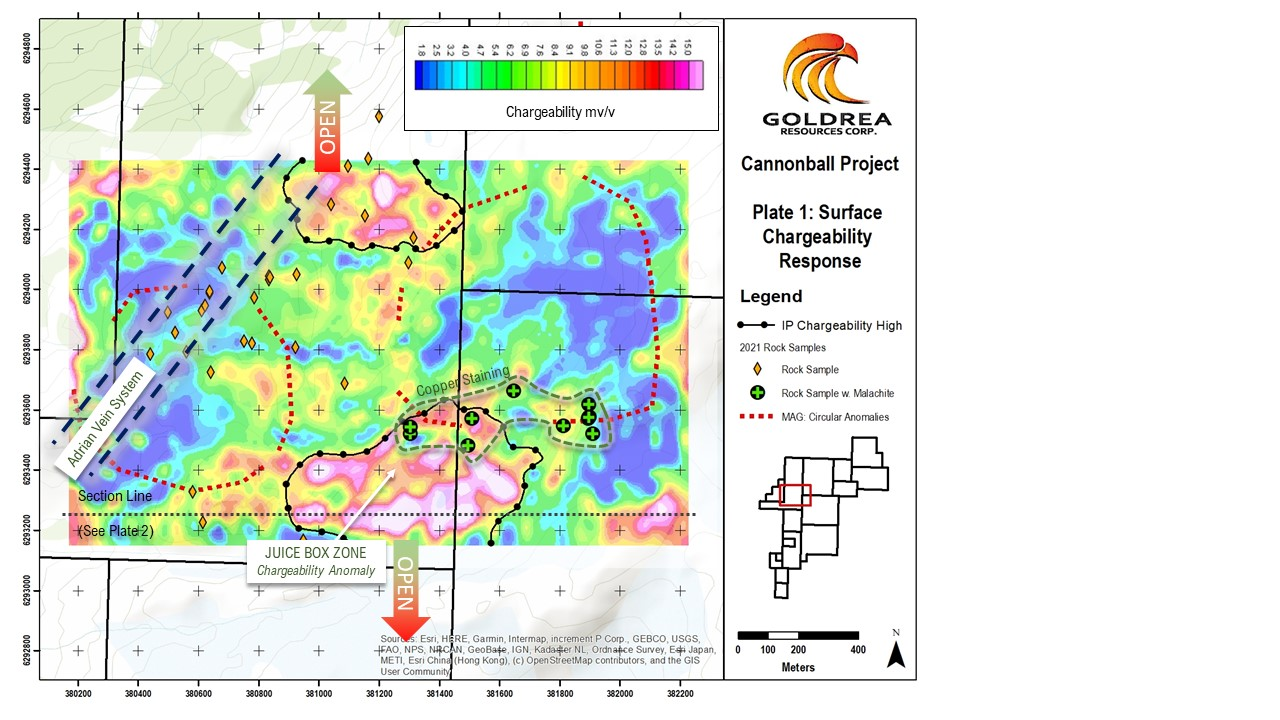 6294800
6294600
6294400
6294200
6294000
6293800
6293600
6293400
6293200
6293000
6292800
OPEN
1.8 2.5 3.2 4.0 4.7 5.4 6.2 6.9 7.6 8.4 9.1 9.8 10.6 11.3 12.0 12.8 13.5 14.2 15.0
Chargeability mv/v
Copper Staining
Adrian Vein System
Section Line
(See Plate 2)
JUICE BOX ZONE
Chargeability Anomaly
OPEN
Sources: Esri, HERE, Garmin, Intermap, increment P Corp., GEBCO, USGS,
FAO, NPS, NRCAN, GeoBase, IGN, Kadaster NL, Ordnance Survey, Esri Japan,
METI, Esri China (Hong Kong), (c) OpenStreetMap contributors, and the GIS
User Community
380200 380400 380600 380800 381000 381200 381400 381600 381800 382000 382200
GOLDREA
RESOURCES CORP.
Cannonball Project
Plate 1: Surface
Chargeability
Response
Legend
IP Chargeability High
2021 Rock Samples
Rock Sample
Rock Sample w. Malachite
MAG: Circular Anomalies
0 100 200 400
Meters
N